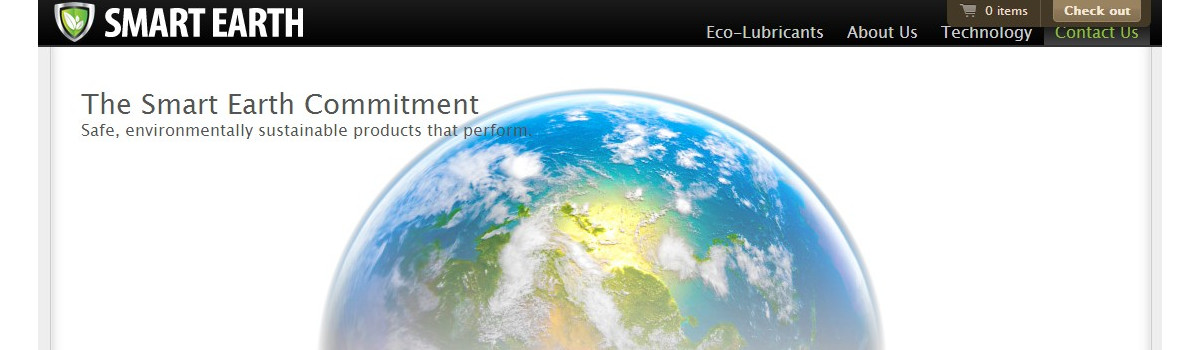 SMART EARTH
0 items
Check out
Eco-Lubricants About Us Technology Contact Us
The Smart Earth Commitment
Safe, environmentally sustainable products that perform.